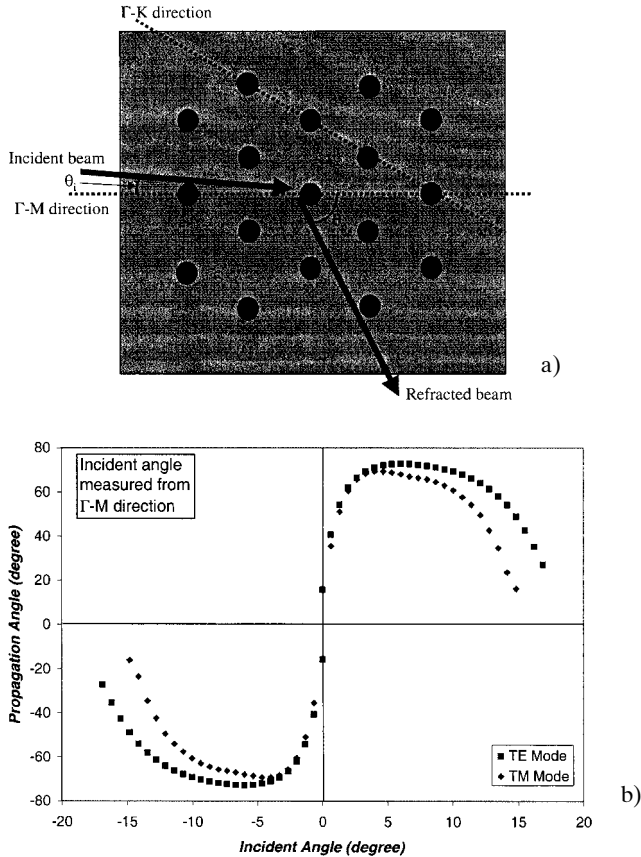 Γ-K direction
Incident beam
θi
Γ-M direction
a)
Refracted beam
80
60
40
20
0
-20
-40
-60
-80
Propagation Angle (degree)
Incident angle
measured from
Γ-M direction
TE Mode
TM Mode
-20 -15 -10 -5 0 5 10 15 20
Incident Angle (degree)
b)